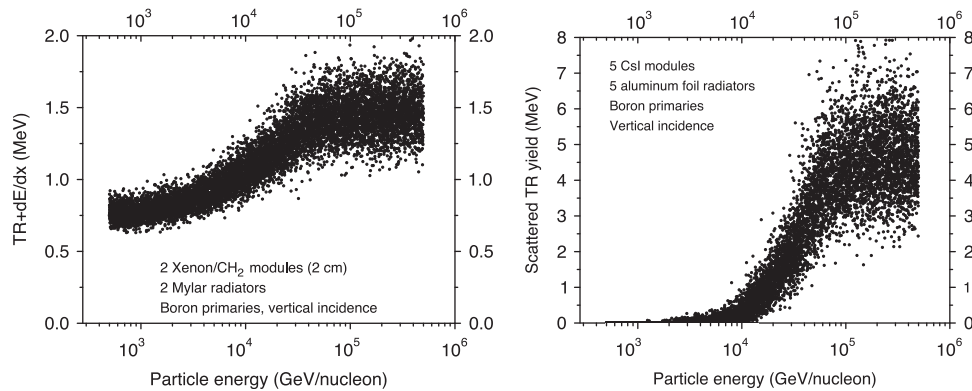 10³ 10⁴ 10⁵ 10⁶
2.0 2.0
1.5 1.5
1.0 1.0
0.5 0.5
0.0 0.0
TR+dE/dx (MeV)
2 Xenon/CH₂ modules (2 cm)
2 Mylar radiators
Boron primaries, vertical incidence
10³ 10⁴ 10⁵ 10⁶
Particle energy (GeV/nucleon)
10³ 10⁴ 10⁵ 10⁶
8 8
7 7
6 6
5 5
4 4
3 3
2 2
1 1
0 0
Scattered TR yield (MeV)
5 CsI modules
5 aluminum foil radiators
Boron primaries
Vertical incidence
10³ 10⁴ 10⁵ 10⁶
Particle energy (GeV/nucleon)